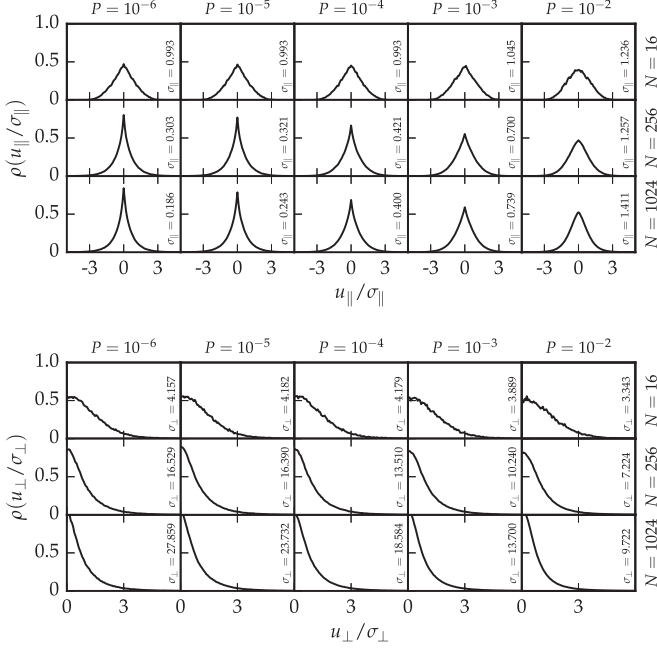 P = 10⁻⁶ P = 10⁻⁵ P = 10⁻⁴ P = 10⁻³ P = 10⁻²
1.0
0.5
0
σ∥ = 0.993 σ∥ = 0.993 σ∥ = 0.993 σ∥ = 1.045 σ∥ = 1.236
N = 16
ρ(u∥/σ∥)
0.5
0
σ∥ = 0.303 σ∥ = 0.321 σ∥ = 0.421 σ∥ = 0.700 σ∥ = 1.257
N = 256
0.5
0
σ∥ = 0.186 σ∥ = 0.243 σ∥ = 0.400 σ∥ = 0.739 σ∥ = 1.411
N = 1024
-3 0 3 -3 0 3 -3 0 3 -3 0 3 -3 0 3
u∥/σ∥
P = 10⁻⁶ P = 10⁻⁵ P = 10⁻⁴ P = 10⁻³ P = 10⁻²
1.0
0.5
0
σ⊥ = 4.157 σ⊥ = 4.182 σ⊥ = 4.179 σ⊥ = 3.889 σ⊥ = 3.343
N = 16
ρ(u⊥/σ⊥)
0.5
0
σ⊥ = 16.529 σ⊥ = 16.390 σ⊥ = 13.510 σ⊥ = 10.240 σ⊥ = 7.224
N = 256
0.5
0
σ⊥ = 27.859 σ⊥ = 23.732 σ⊥ = 18.584 σ⊥ = 13.700 σ⊥ = 9.722
N = 1024
0 3 0 3 0 3 0 3 0 3
u⊥/σ⊥